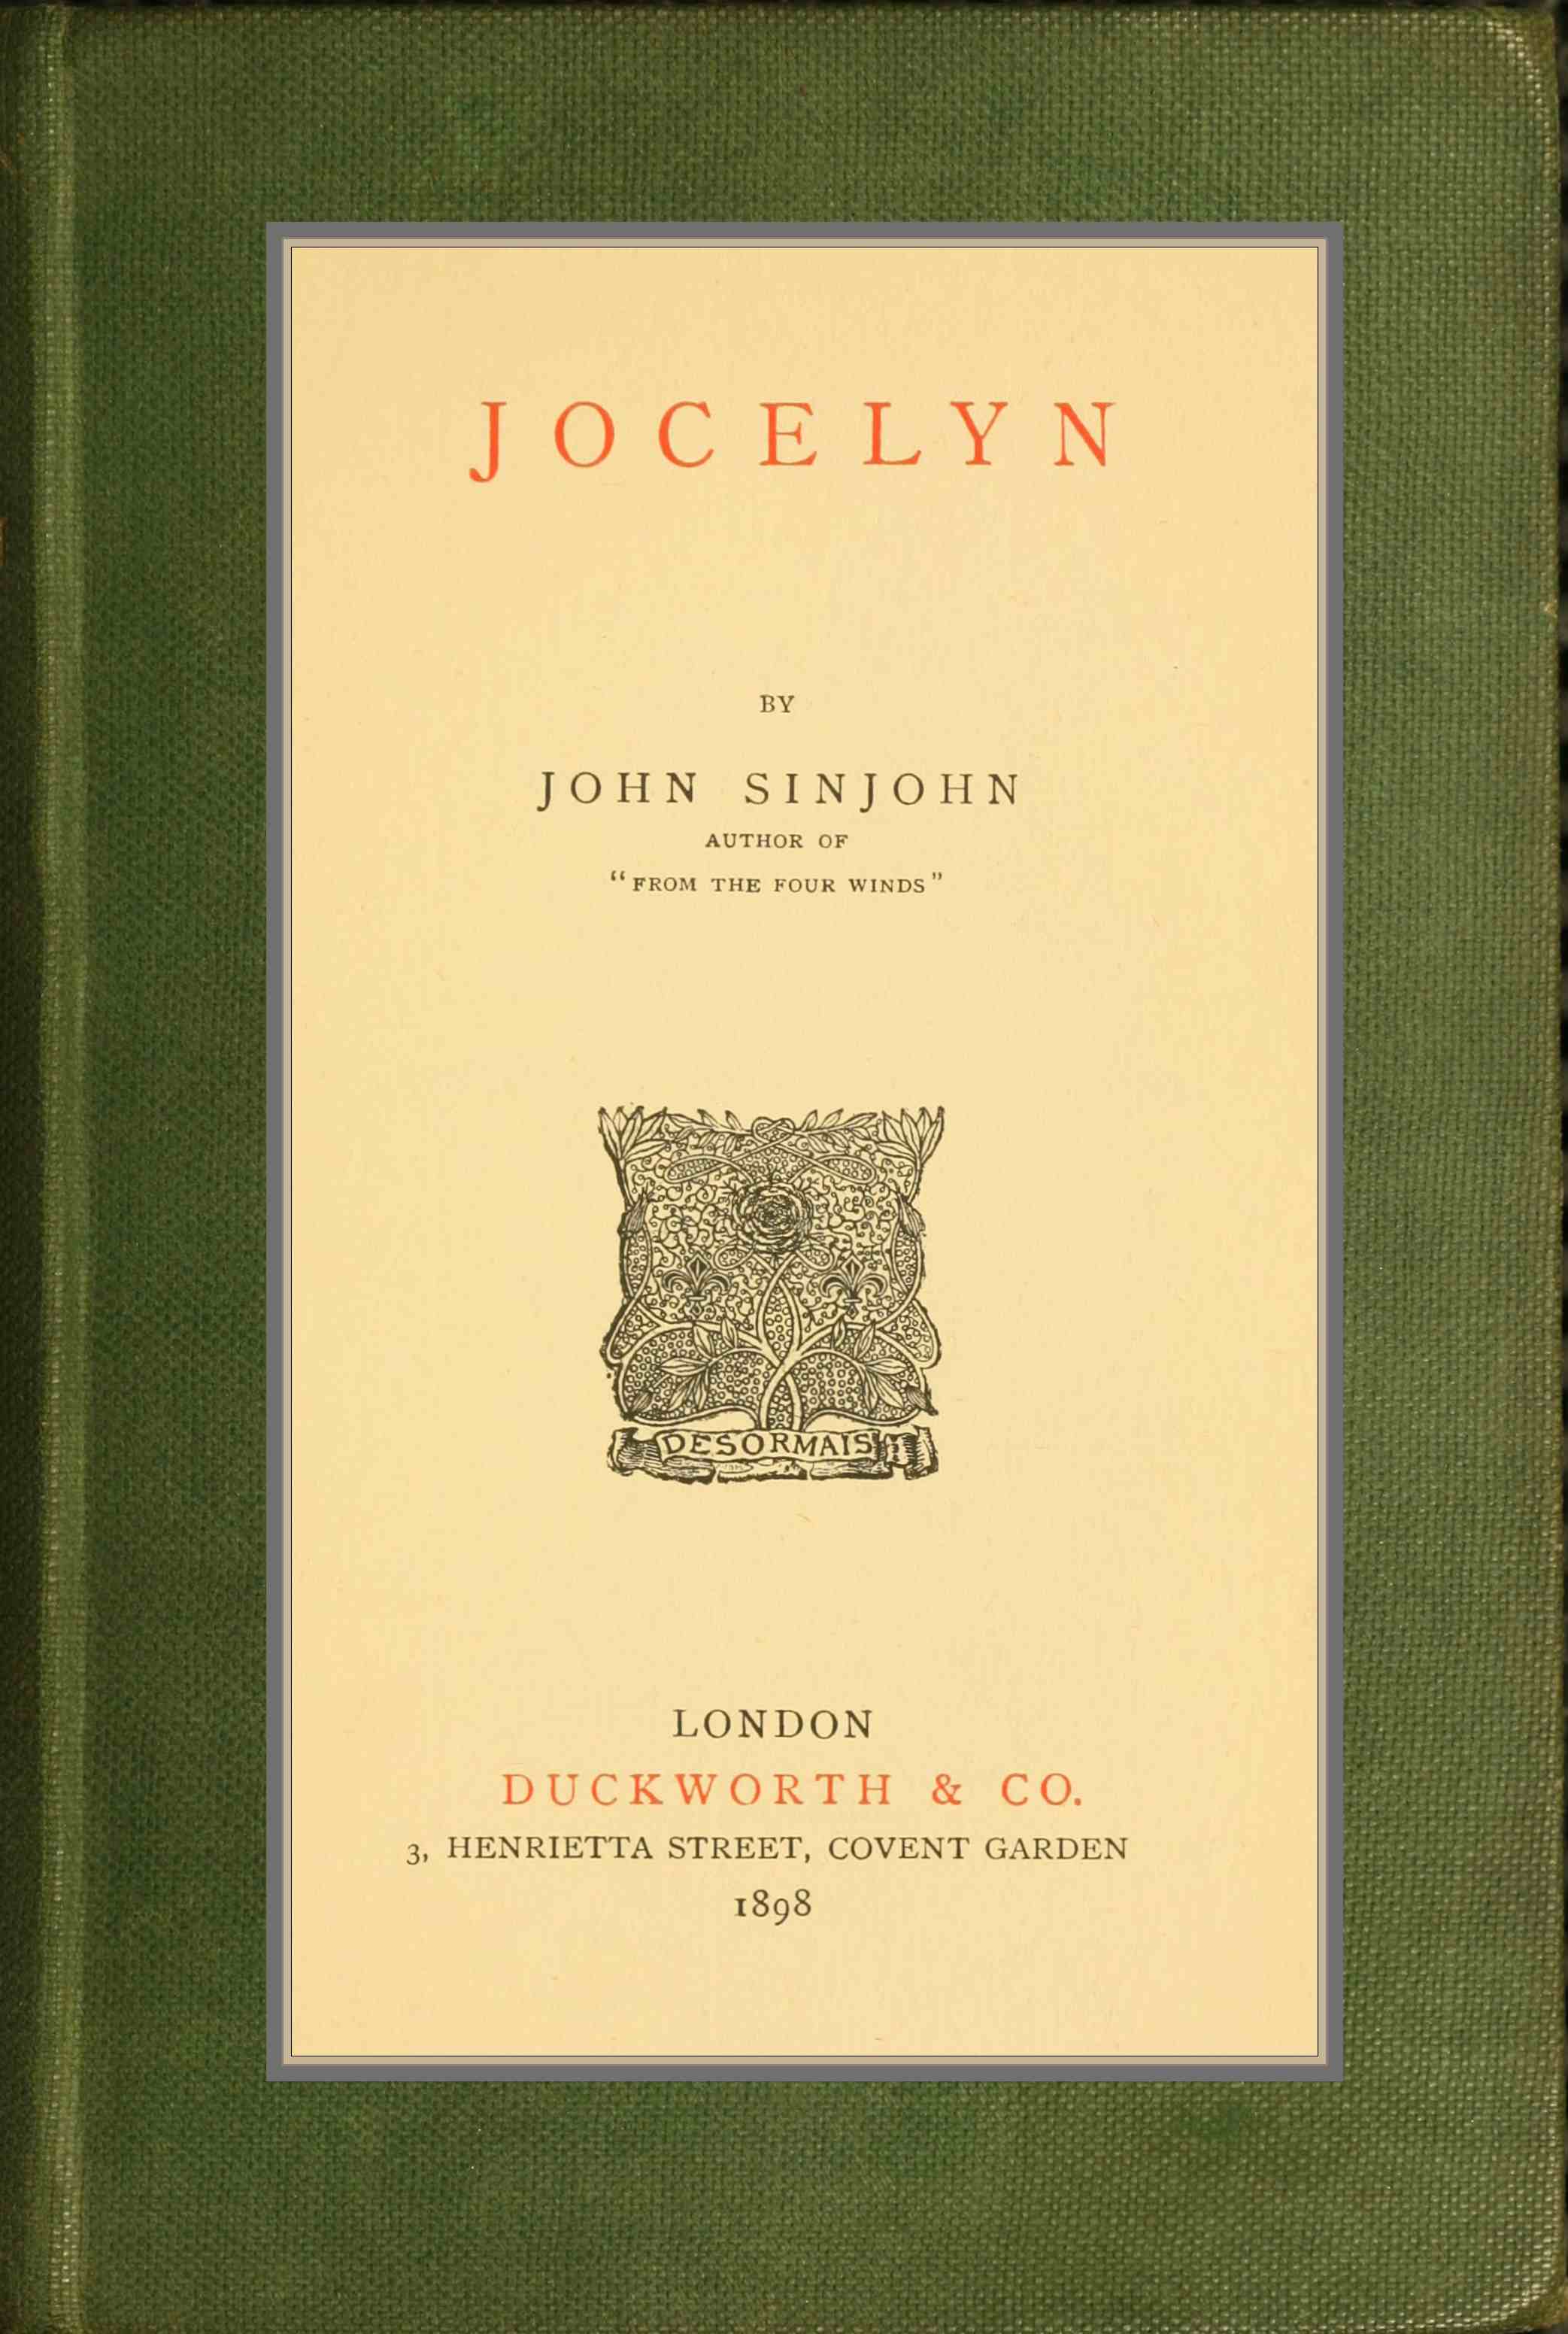 JOCELYN
BY
JOHN SINJOHN
AUTHOR OF
“FROM THE FOUR WINDS”
DESORMAIS
LONDON
DUCKWORTH & CO.
3, HENRIETTA STREET, COVENT GARDEN
1898